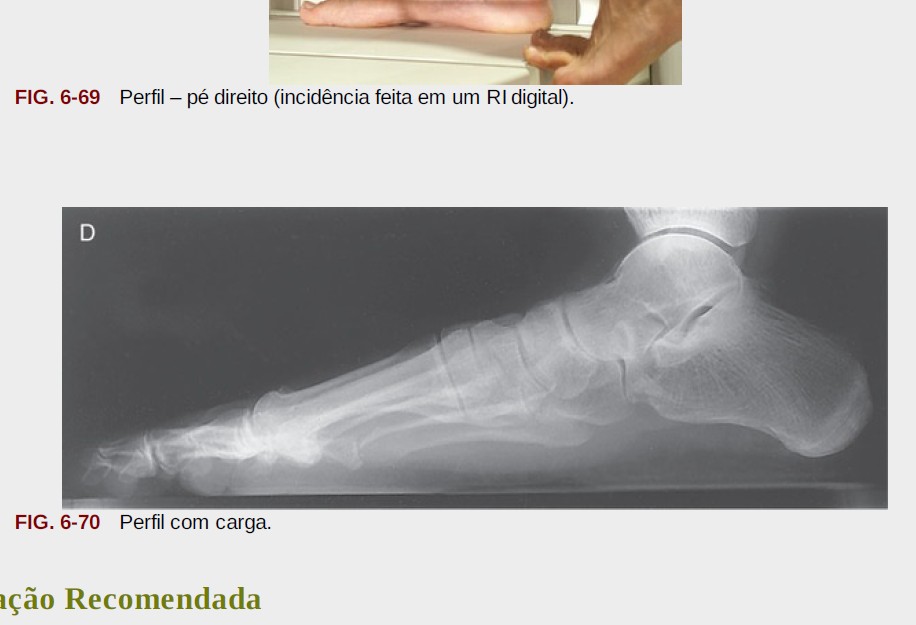 FIG. 6-69 Perfil – pé direito (incidência feita em um RI digital).
D
FIG. 6-70 Perfil com carga.
ação Recomendada